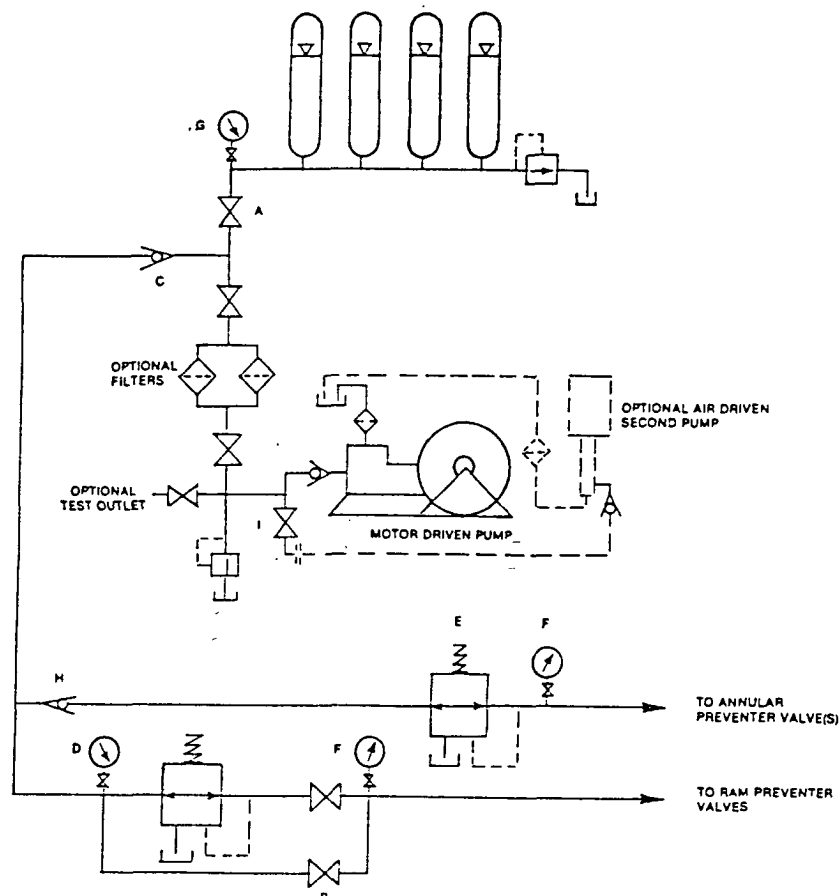 G
A
C
OPTIONAL
FILTERS
OPTIONAL AIR DRIVEN
SECOND PUMP
OPTIONAL
TEST OUTLET
I
MOTOR DRIVEN PUMP
E
F
H
TO ANNULAR
PREVENTER VALVE(S)
D
F
TO RAM PREVENTER
VALVES